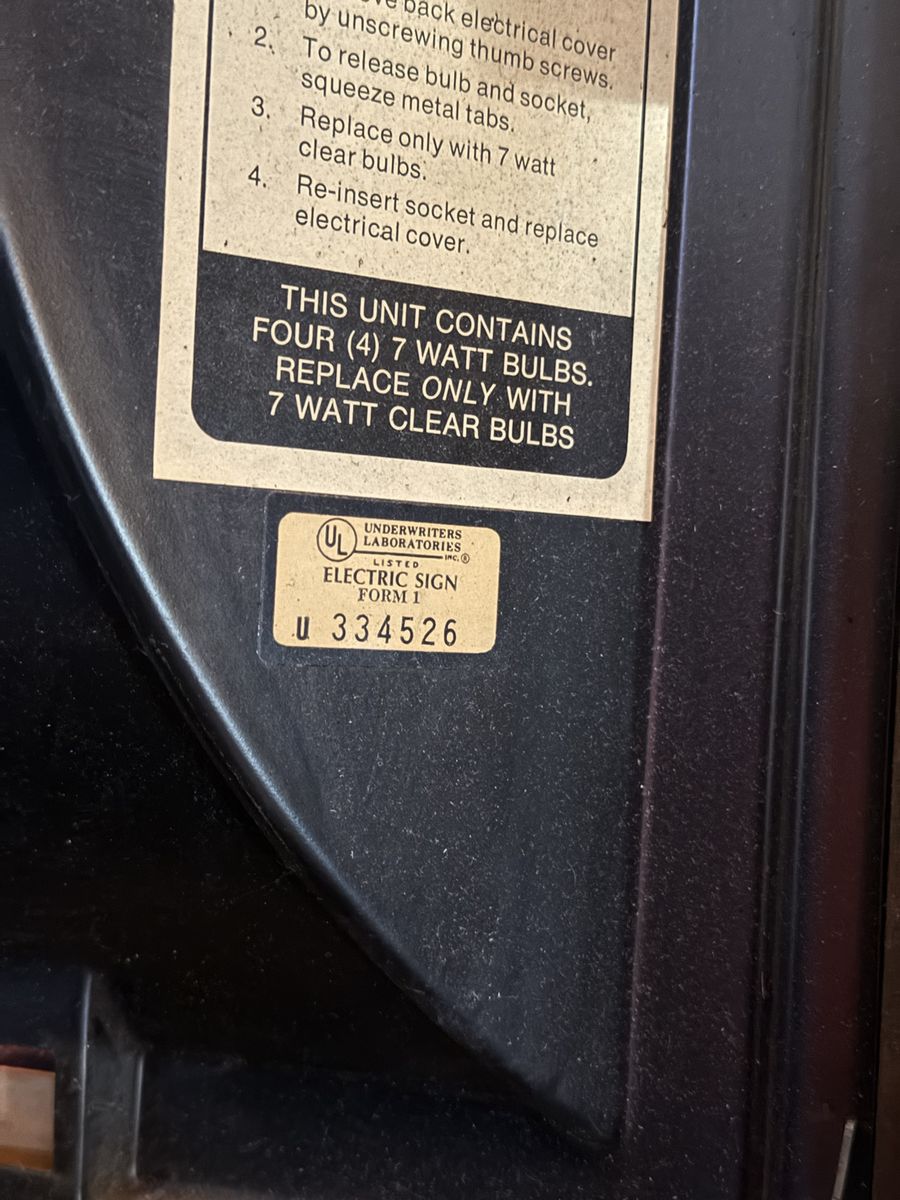 back electrical cover
by unscrewing thumb screws.
2. To release bulb and socket,
squeeze metal tabs.
3. Replace only with 7 watt
clear bulbs.
4. Re-insert socket and replace
electrical cover.
THIS UNIT CONTAINS
FOUR (4) 7 WATT BULBS.
REPLACE ONLY WITH
7 WATT CLEAR BULBS
UL UNDERWRITERS
LABORATORIES
INC.®
LISTED
ELECTRIC SIGN
FORM 1
U 334526